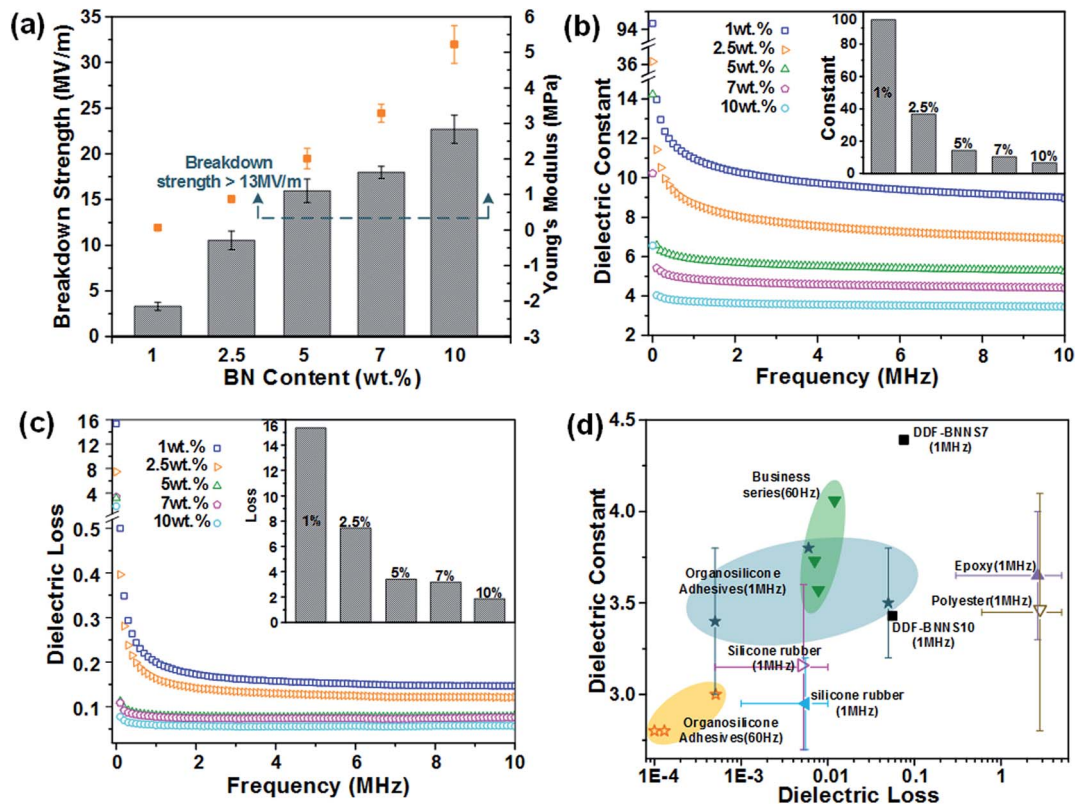 (a)
Breakdown Strength (MV/m)
35
30
25
20
15
10
5
0
Breakdown
strength > 13MV/m
1 2.5 5 7 10
BN Content (wt.%)
6
5
4
3
2
1
0
-1
-2
-3
Young's Modulus (MPa)
(b)
Dielectric Constant
94
36
14
12
10
8
6
4
2
1wt.%
2.5wt.%
5wt.%
7wt.%
10wt.%
Constant
100
80
60
40
20
0
1%
2.5%
5%
7%
10%
0 2 4 6 8 10
Frequency (MHz)
(c)
Dielectric Loss
16
8
4
0.5
0.4
0.3
0.2
0.1
1wt.%
2.5wt.%
5wt.%
7wt.%
10wt.%
Loss
16
14
12
10
8
6
4
2
0
1%
2.5%
5%
7%
10%
0 2 4 6 8 10
Frequency (MHz)
(d)
Dielectric Constant
4.5
4.0
3.5
3.0
DDF-BNNS7
(1MHz)
Business
series(60Hz)
Organosilicone
Adhesives(1MHz)
Epoxy(1MHz)
Polyester(1MHz)
DDF-BNNS10
(1MHz)
Silicone rubber
(1MHz)
silicone rubber
(1MHz)
Organosilicone
Adhesives(60Hz)
1E-4 1E-3 0.01 0.1 1
Dielectric Loss